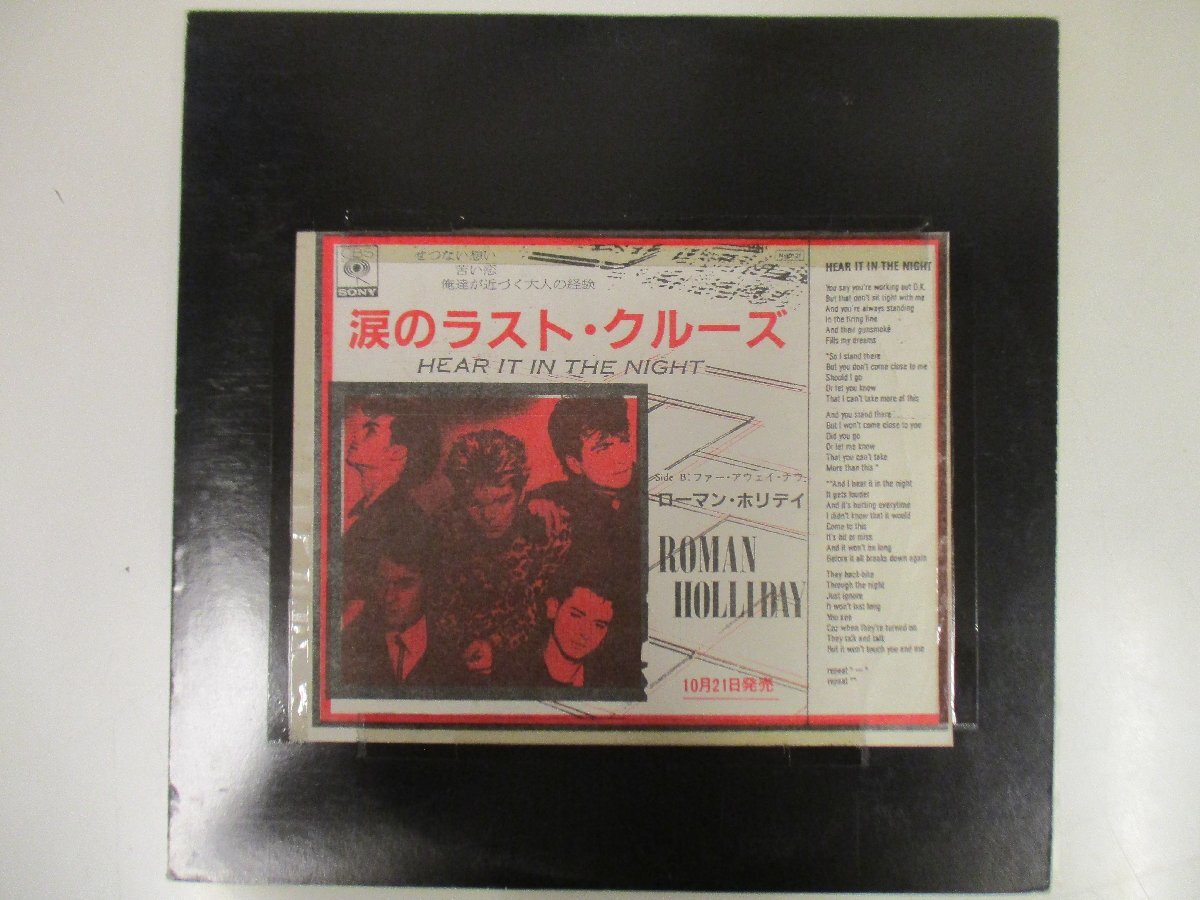 CBS
SONY
せつない想い
苦い恋
俺達が近づく大人の経験
涙のラスト・クルーズ
HEAR IT IN THE NIGHT
Side B: ファー・アウェイ・
ローマン・ホリデイ
ROMAN
HOLLIDAY
10月21日発売
HEAR IT IN THE NIGHT
You say you're working out O.K.
But that don't sit right with me
And you're always standing
In the firing line
And their gunsmoke
Fills my dreams
"So I stand there
But you don't come close to me
Should I go
Or let you know
That I can't take more of this
And you stand there
But I won't come close to you
Did you go
Or let me know
That you can't take
More than this "
""And I hear it in the night
It gets louder
And it's hurting everytime
I didn't know that it would
Come to this
It's hit or miss
And it won't be long
Before it all breaks down again
They back-bite
Through the night
Just ignore
It won't last long
You see
Coz when they're turned on
They talk and talk
But it won't touch you and me
repeat " — "
repeat ""